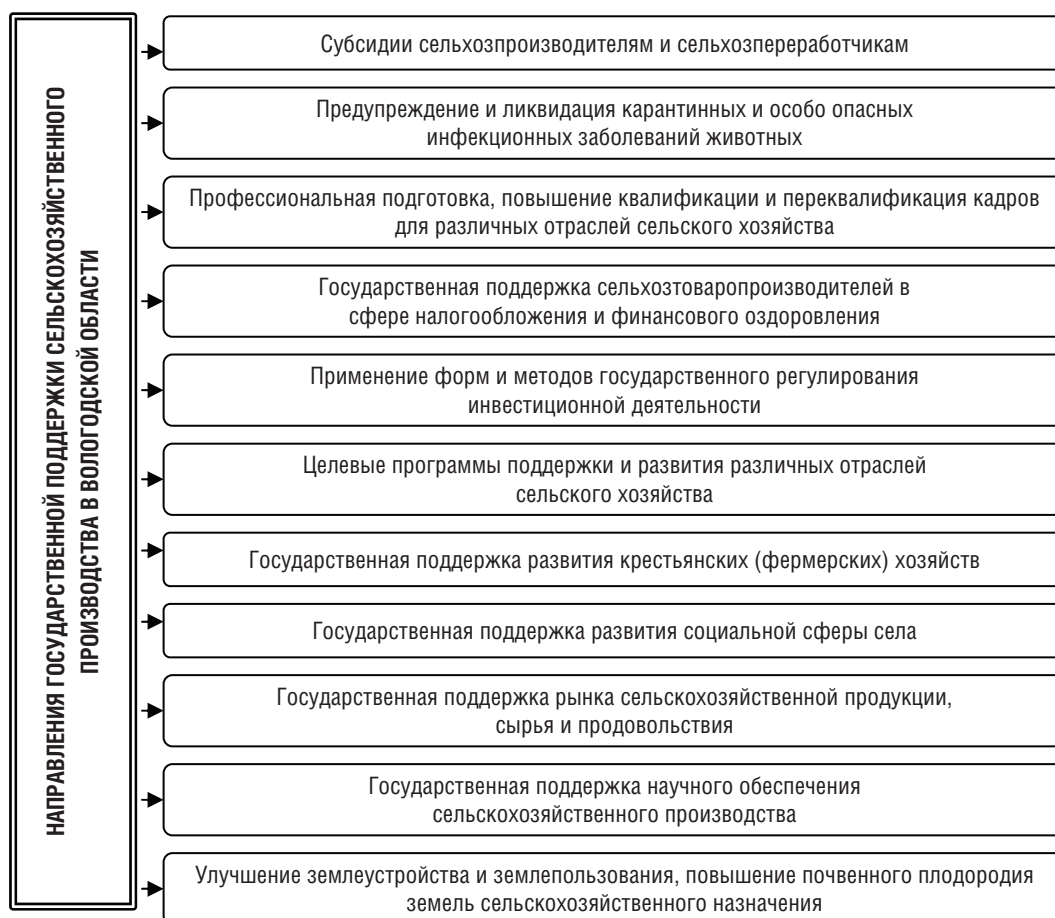 НАПРАВЛЕНИЯ ГОСУДАРСТВЕННОЙ ПОДДЕРЖКИ СЕЛЬСКОХОЗЯЙСТВЕННОГО
ПРОИЗВОДСТВА В ВОЛОГОДСКОЙ ОБЛАСТИ
Субсидии сельхозпроизводителям и сельхозпереработчикам
Предупреждение и ликвидация карантинных и особо опасных
инфекционных заболеваний животных
Профессиональная подготовка, повышение квалификации и переквалификация кадров
для различных отраслей сельского хозяйства
Государственная поддержка сельхозтоваропроизводителей в
сфере налогообложения и финансового оздоровления
Применение форм и методов государственного регулирования
инвестиционной деятельности
Целевые программы поддержки и развития различных отраслей
сельского хозяйства
Государственная поддержка развития крестьянских (фермерских) хозяйств
Государственная поддержка развития социальной сферы села
Государственная поддержка рынка сельскохозяйственной продукции,
сырья и продовольствия
Государственная поддержка научного обеспечения
сельскохозяйственного производства
Улучшение землеустройства и землепользования, повышение почвенного плодородия
земель сельскохозяйственного назначения